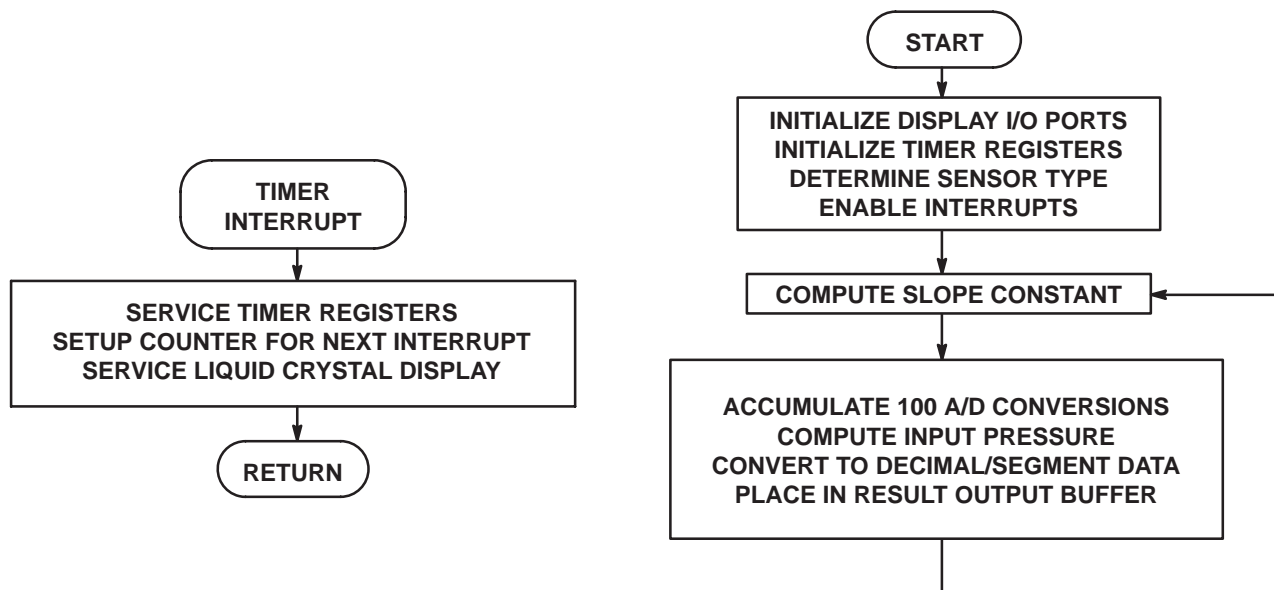 TIMER
INTERRUPT
SERVICE TIMER REGISTERS
SETUP COUNTER FOR NEXT INTERRUPT
SERVICE LIQUID CRYSTAL DISPLAY
RETURN
START
INITIALIZE DISPLAY I/O PORTS
INITIALIZE TIMER REGISTERS
DETERMINE SENSOR TYPE
ENABLE INTERRUPTS
COMPUTE SLOPE CONSTANT
ACCUMULATE 100 A/D CONVERSIONS
COMPUTE INPUT PRESSURE
CONVERT TO DECIMAL/SEGMENT DATA
PLACE IN RESULT OUTPUT BUFFER